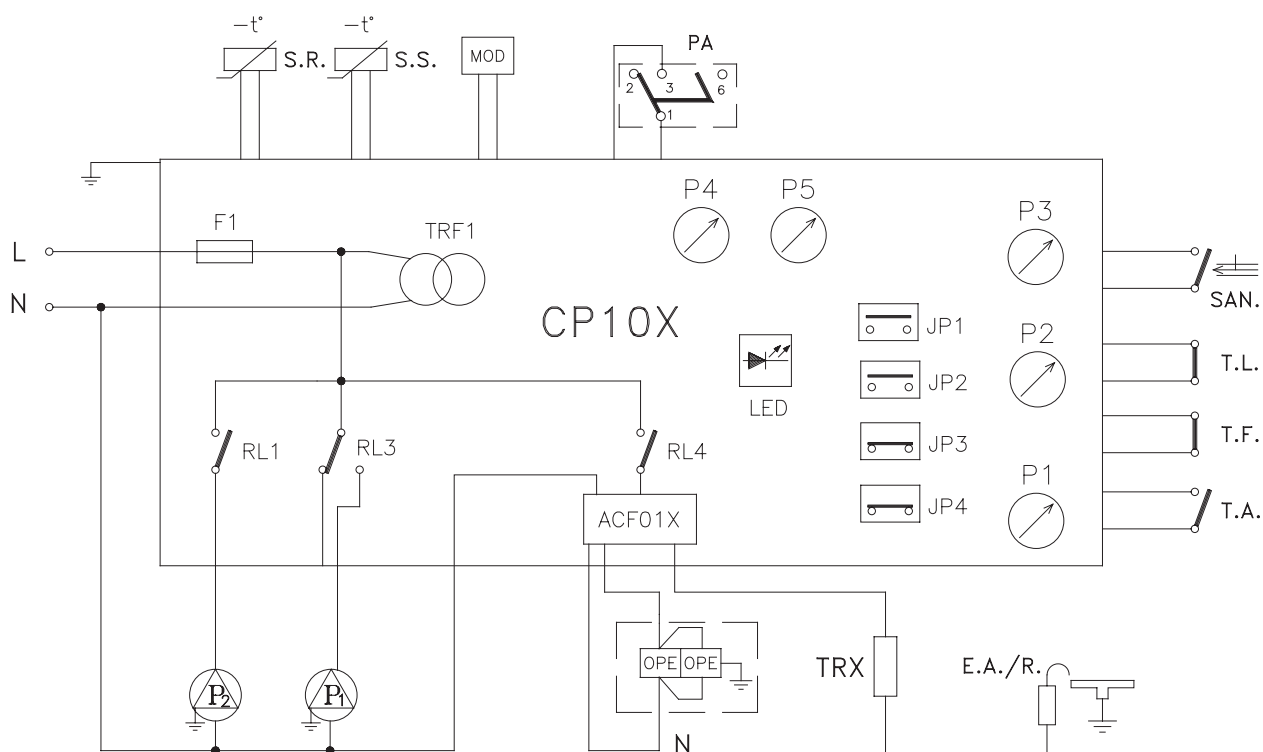 -t°
-t°
S.R.
S.S.
MOD
PA
2
3
6
1
P4
P5
P3
F1
TRF1
L
N
SAN.
CP10X
JP1
P2
T.L.
JP2
LED
T.F.
RL1
RL3
RL4
JP3
P1
JP4
T.A.
ACF01X
OPE
OPE
TRX
E.A./R.
P2
P1
N